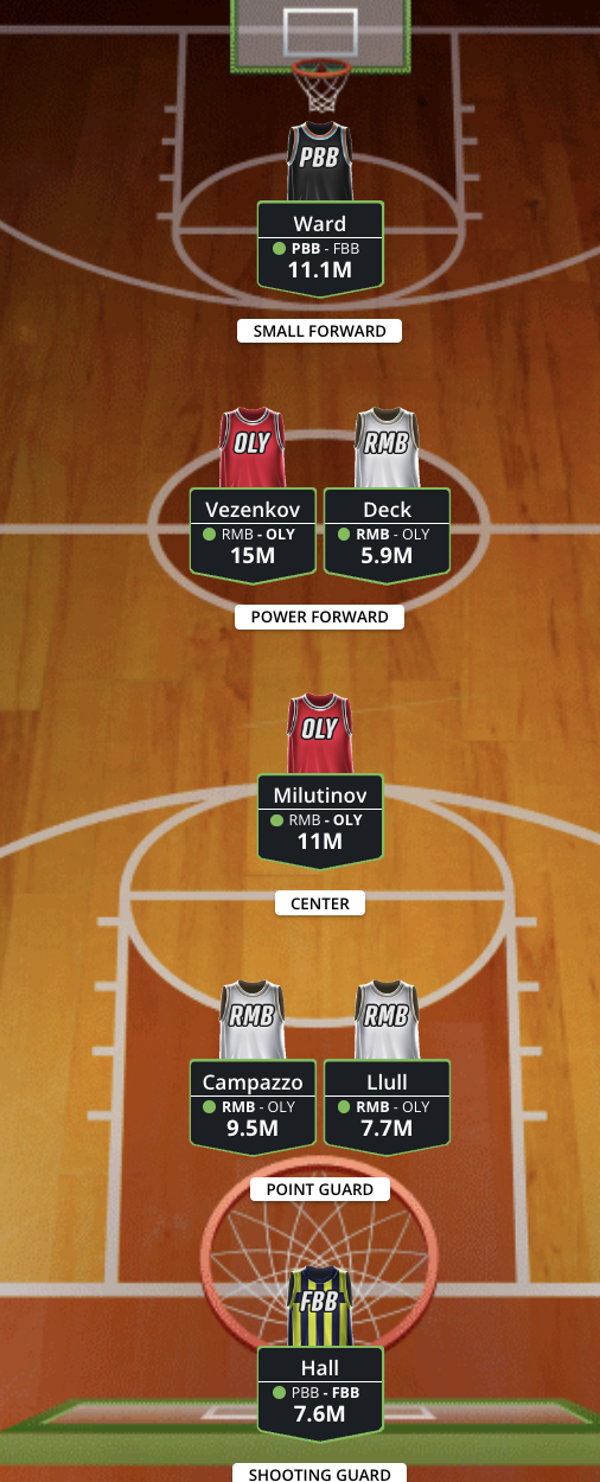 PBB
Ward
PBB - FBB
11.1M
SMALL FORWARD
OLY
RMB
Vezenkov
Deck
RMB - OLY
RMB - OLY
15M
5.9M
POWER FORWARD
OLY
Milutinov
RMB - OLY
11M
CENTER
RMB
RMB
Campazzo
Llull
RMB - OLY
RMB - OLY
9.5M
7.7M
POINT GUARD
FBB
Hall
PBB - FBB
7.6M
SHOOTING GUARD